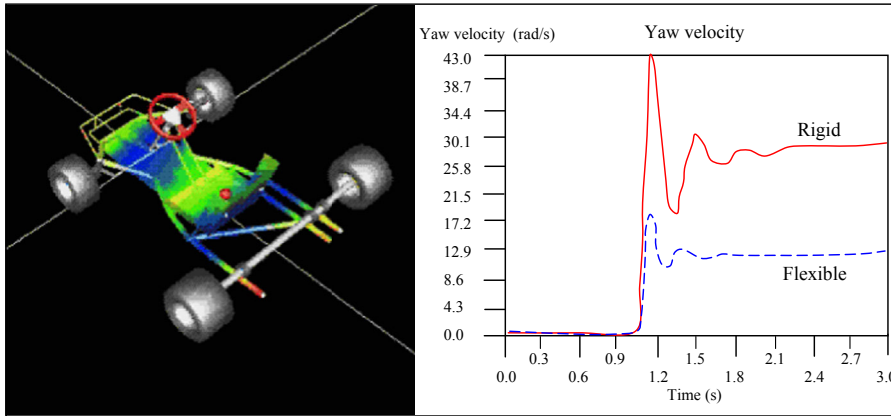 Yaw velocity (rad/s)
Yaw velocity
43.0
38.7
34.4
30.1
25.8
21.5
17.2
12.9
8.6
4.3
0.0
Rigid
Flexible
0.3 0.9 1.5 2.1 2.7
0.0 0.6 1.2 1.8 2.4 3.0
Time (s)